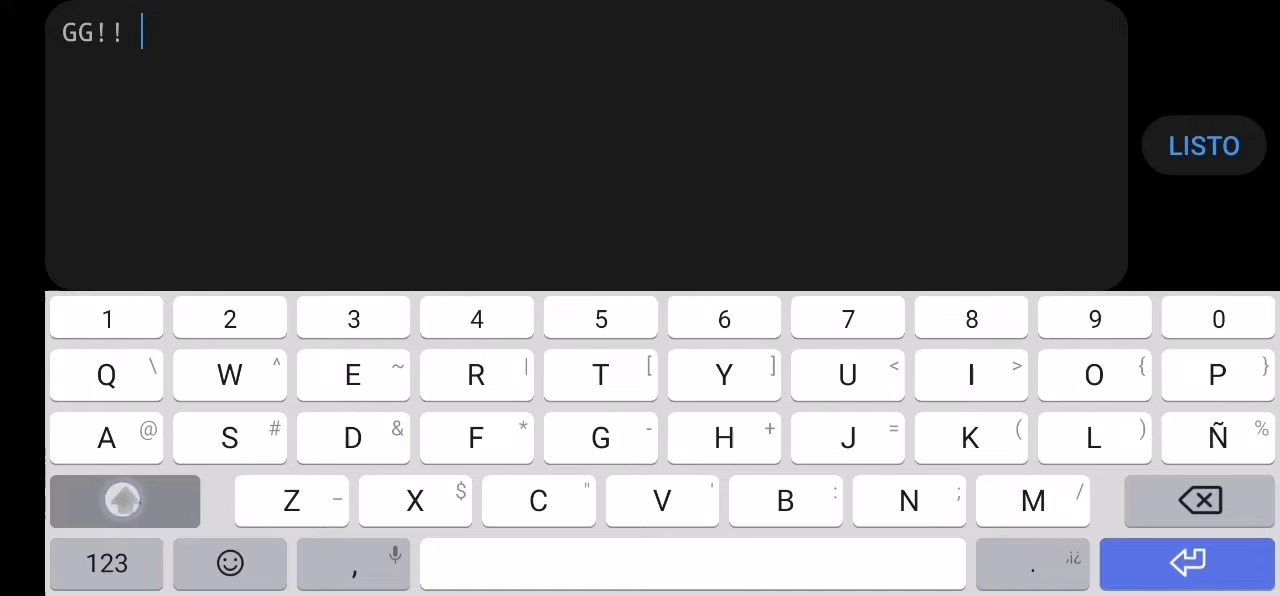 GG!!
LISTO
1 2 3 4 5 6 7 8 9 0
Q \ W ^ E ~ R | T [ Y ] U < I > O { P }
A @ S # D & F * G - H + J = K ( L ) Ñ %
Z _ X $ C " V ' B : N ; M /
123 , . ,¡¿